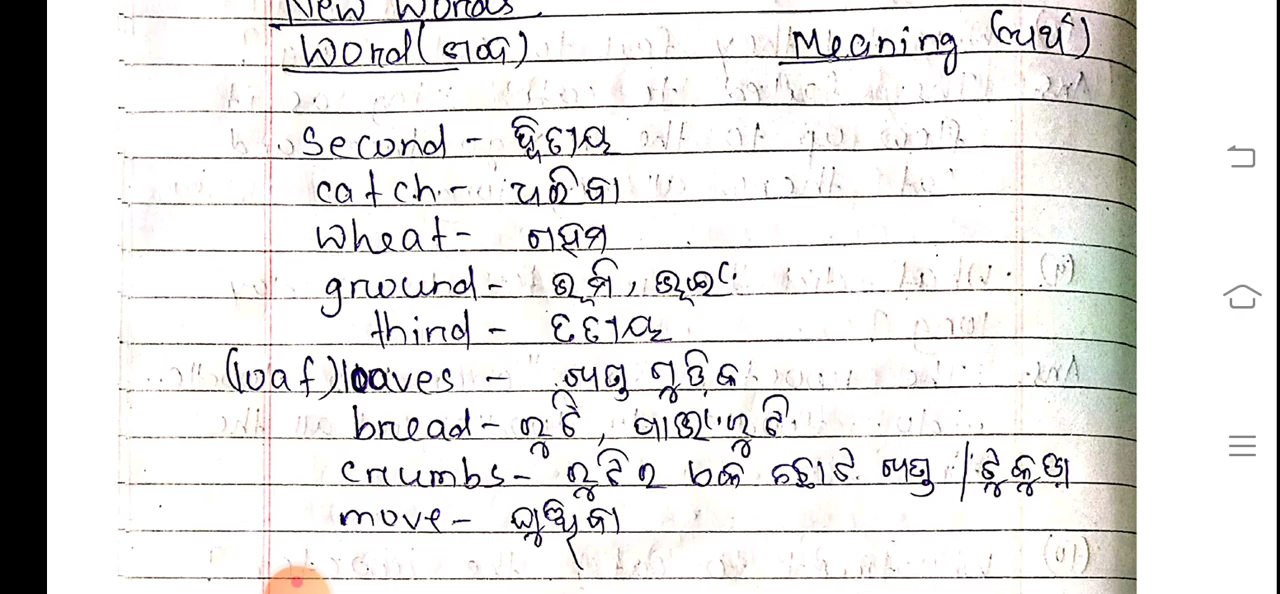 New Words
Word (ଶବ୍ଦ) Meaning (ଅର୍ଥ)
Second - ଦ୍ୱିତୀୟ
catch - ଧରିବା
Wheat - ଗହମ
ground - ଭୂମି, ଭୂଇଁ
third - ତୃତୀୟ
(loaf) loaves - ଖଣ୍ଡ ଗୁଡ଼ିକ
bread - ରୁଟି, ପାଉଁରୁଟି
crumbs - ରୁଟିର ଛୋଟ ଖଣ୍ଡ /
move - ଘୁଞ୍ଚିବା